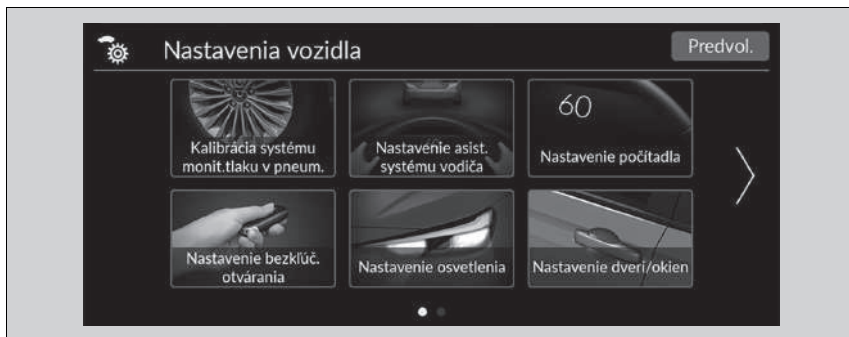 Nastavenia vozidla
Predvol.
Kalibrácia systému
monit.tlaku v pneum.
Nastavenie asist.
systému vodiča
60
Nastavenie počítadla
Nastavenie bezkľúč.
otvárania
Nastavenie osvetlenia
Nastavenie dverí/okien